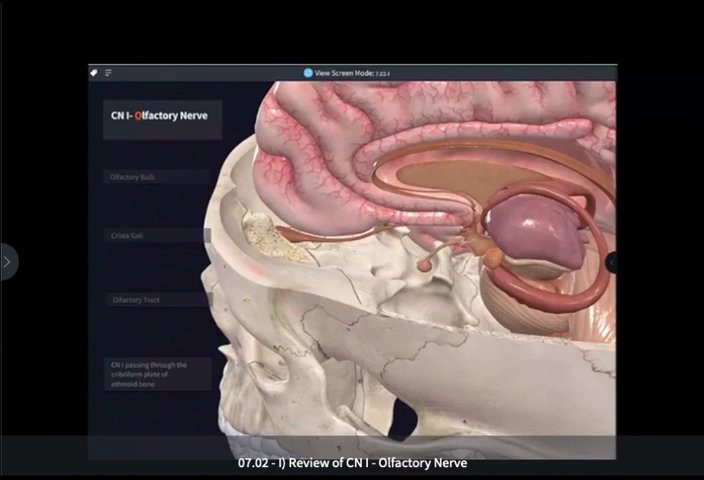 View Screen Mode: 7.02-I
CN I- Olfactory Nerve
Olfactory Bulb
Crista Gali
Olfactory Tract
CN I passing through the
cribriform plate of
ethmoid bone
07.02 - I) Review of CN I - Olfactory Nerve